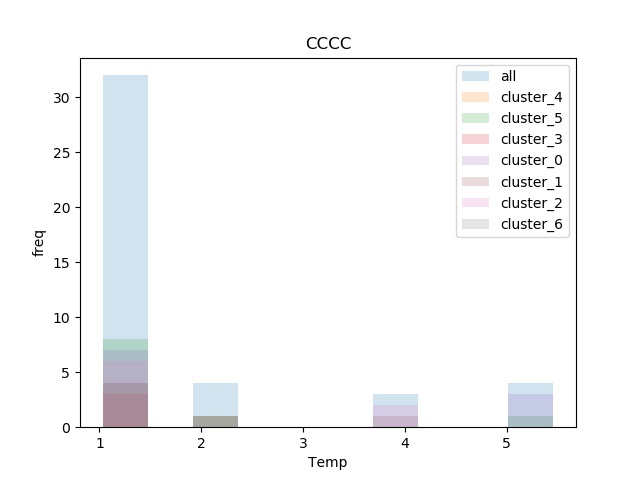 CCCC
freq
30
25
20
15
10
5
0
1 2 3 4 5
Temp
all
cluster_4
cluster_5
cluster_3
cluster_0
cluster_1
cluster_2
cluster_6